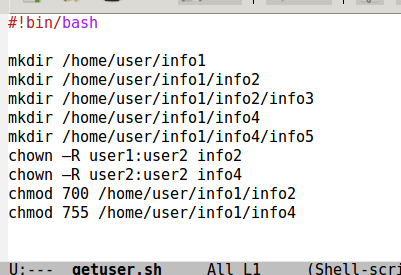 #!bin/bash
mkdir /home/user/info1
mkdir /home/user/info1/info2
mkdir /home/user/info1/info2/info3
mkdir /home/user/info1/info4
mkdir /home/user/info1/info4/info5
chown –R user1:user2 info2
chown –R user2:user2 info4
chmod 700 /home/user/info1/info2
chmod 755 /home/user/info1/info4
U:--- getuser.sh All L1 (Shell-scri